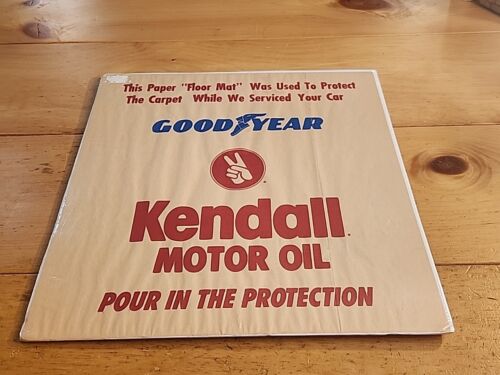 This Paper "Floor Mat" Was Used To Protect
The Carpet While We Serviced Your Car
GOODYEAR
Kendall
MOTOR OIL
POUR IN THE PROTECTION